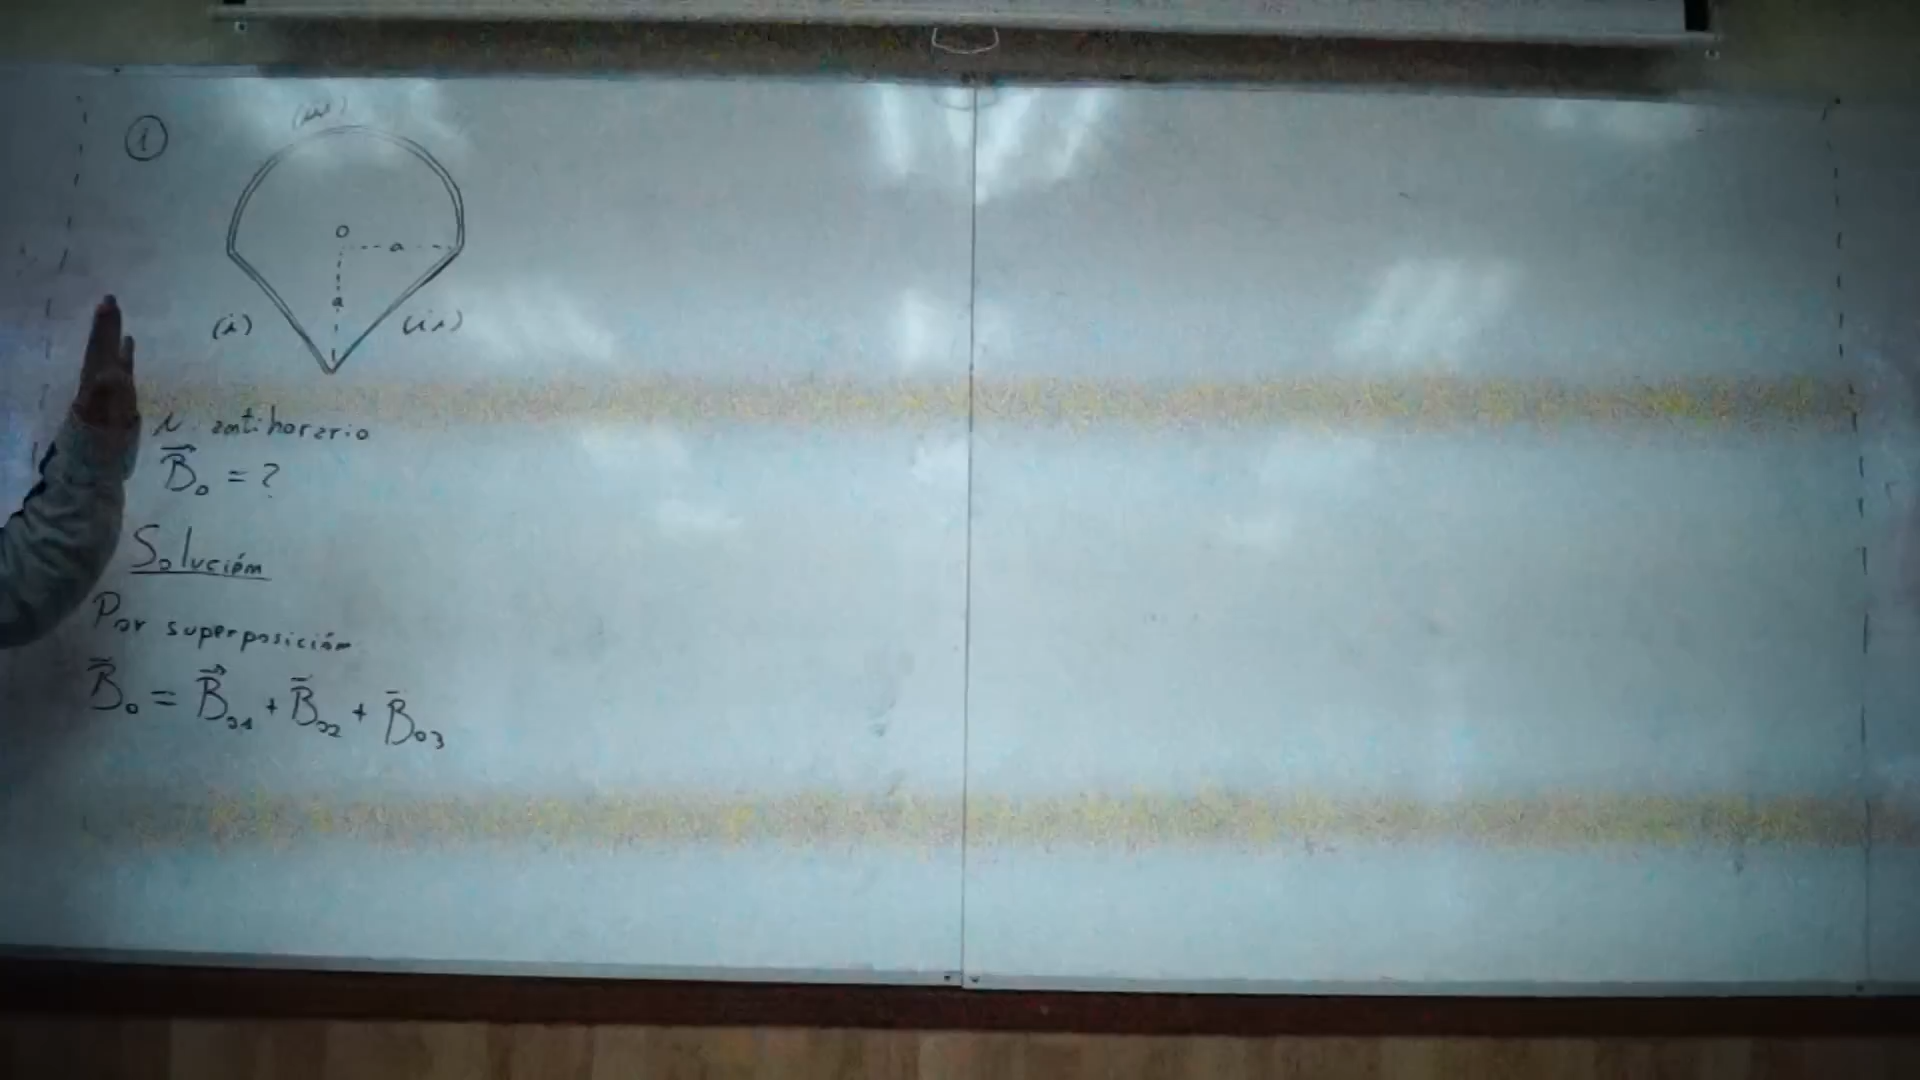 (iii)
①
o
a
a
(i)
(ii)
i antihorario
B⃗₀ = ?
Solución
Por superposición
B⃗₀ = B⃗₀₁ + B⃗₀₂ + B⃗₀₃